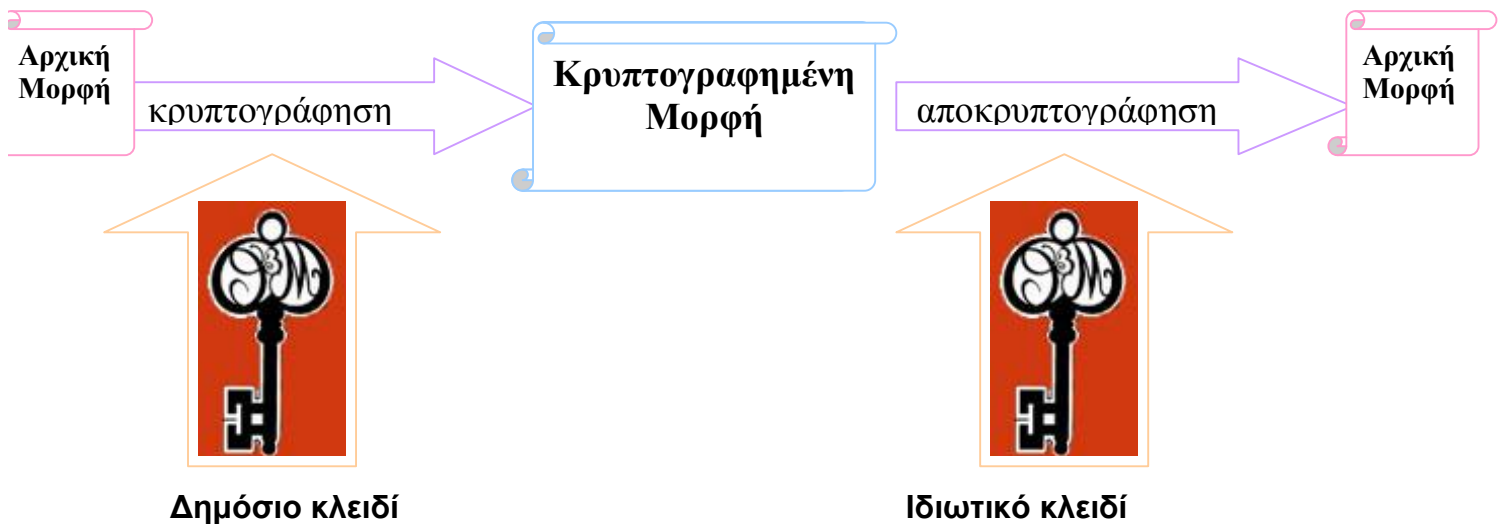 Αρχική
Μορφή
κρυπτογράφηση
Κρυπτογραφημένη
Μορφή
αποκρυπτογράφηση
Αρχική
Μορφή
Δημόσιο κλειδί
Ιδιωτικό κλειδί